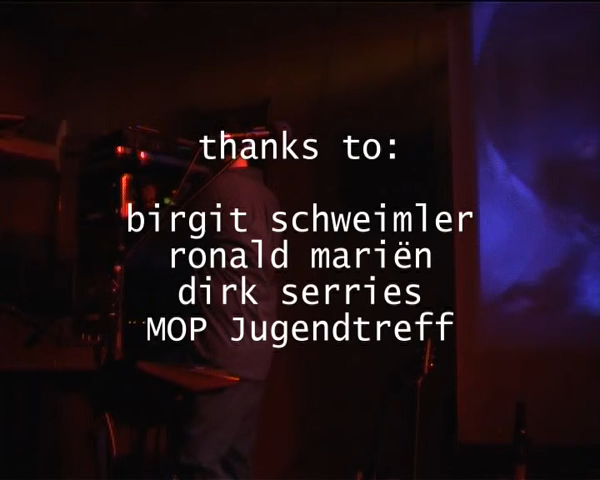 thanks to:
birgit schweimler
ronald mariën
dirk serries
MOP Jugendtreff